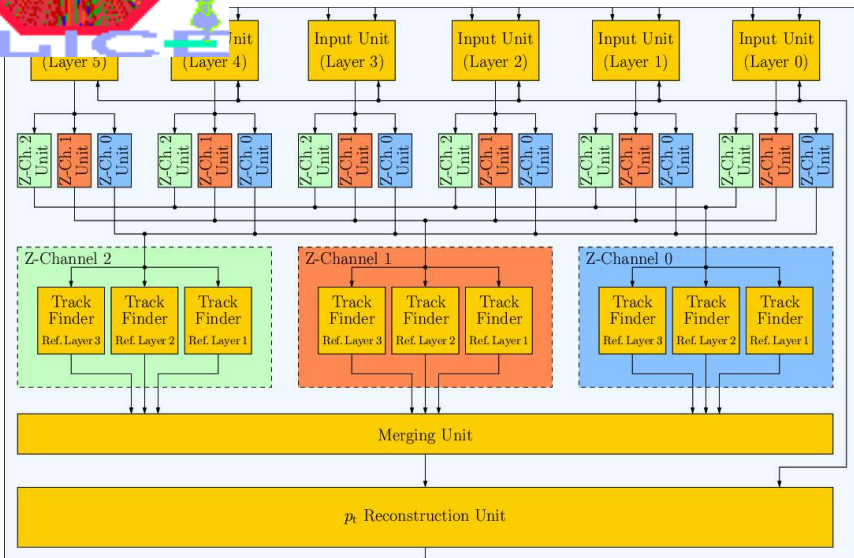 LICE
Unit
Input Unit
Input Unit
Input Unit
Input Unit
(Layer 5)
(Layer 4)
(Layer 3)
(Layer 2)
(Layer 1)
(Layer 0)
Z-Ch. 2
Unit
Z-Ch. 1
Unit
Z-Ch. 0
Unit
Z-Ch. 2
Unit
Z-Ch. 1
Unit
Z-Ch. 0
Unit
Z-Ch. 2
Unit
Z-Ch. 1
Unit
Z-Ch. 0
Unit
Z-Ch. 2
Unit
Z-Ch. 1
Unit
Z-Ch. 0
Unit
Z-Ch. 2
Unit
Z-Ch. 1
Unit
Z-Ch. 0
Unit
Z-Ch. 2
Unit
Z-Ch. 1
Unit
Z-Ch. 0
Unit
Z-Channel 2
Track
Finder
Ref. Layer 3
Track
Finder
Ref. Layer 2
Track
Finder
Ref. Layer 1
Z-Channel 1
Track
Finder
Ref. Layer 3
Track
Finder
Ref. Layer 2
Track
Finder
Ref. Layer 1
Z-Channel 0
Track
Finder
Ref. Layer 3
Track
Finder
Ref. Layer 2
Track
Finder
Ref. Layer 1
Merging Unit
pt Reconstruction Unit